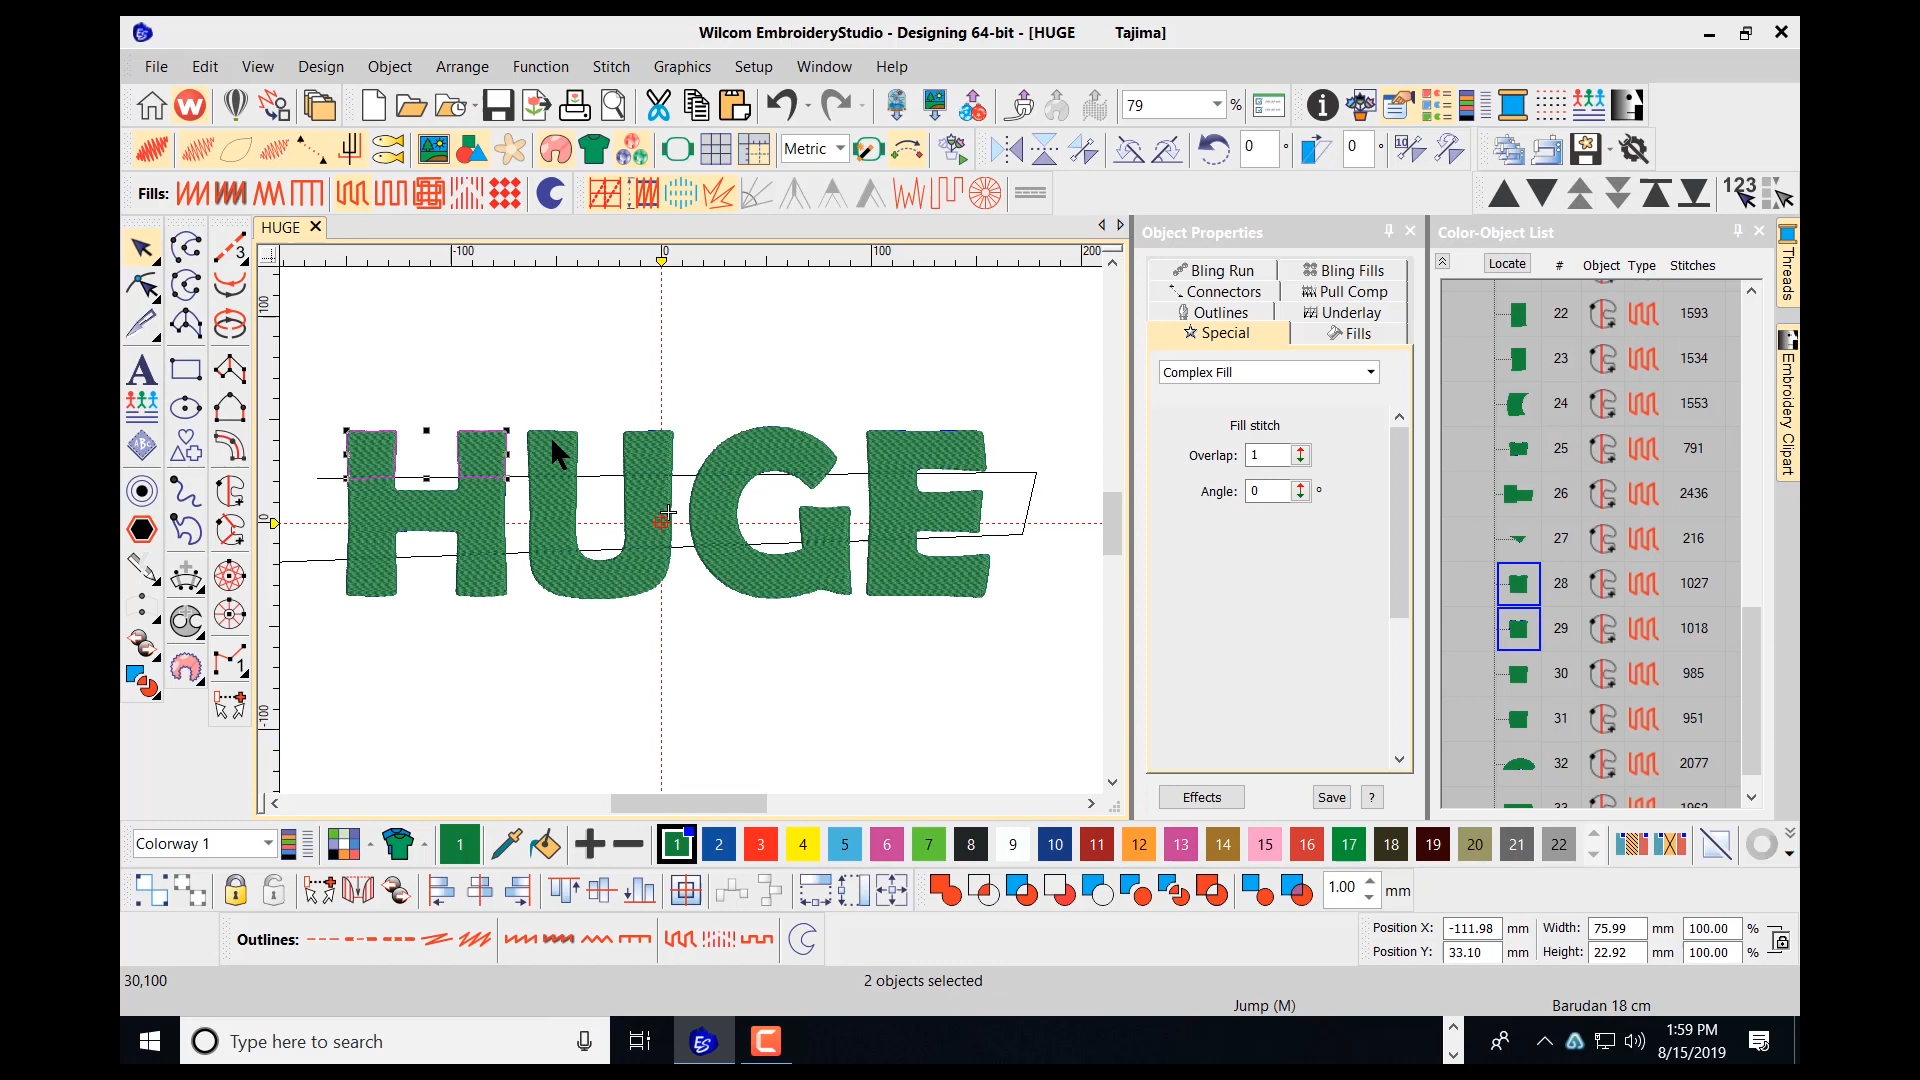 Wilcom EmbroideryStudio - Designing 64-bit - [HUGE Tajima]
File Edit View Design Object Arrange Function Stitch Graphics Setup Window Help
79 %
Metric 0 ° 0 °
Fills:
123
HUGE
-100 0 100 200
100
0
-100
HUGE
Object Properties
Bling Run Bling Fills
Connectors Pull Comp
Outlines Underlay
Special Fills
Complex Fill
Fill stitch
Overlap: 1
Angle: 0 °
Effects Save ?
Color-Object List
Locate # Object Type Stitches
22 1593
23 1534
24 1553
25 791
26 2436
27 216
28 1027
29 1018
30 985
31 951
32 2077
33 1962
Threads
Embroidery Clipart
Colorway 1
1
1 2 3 4 5 6 7 8 9 10 11 12 13 14 15 16 17 18 19 20 21 22
1.00 mm
Outlines:
Position X: -111.98 mm Width: 75.99 mm 100.00 %
Position Y: 33.10 mm Height: 22.92 mm 100.00 %
30,100 2 objects selected
Jump (M) Barudan 18 cm
Type here to search
1:59 PM
8/15/2019